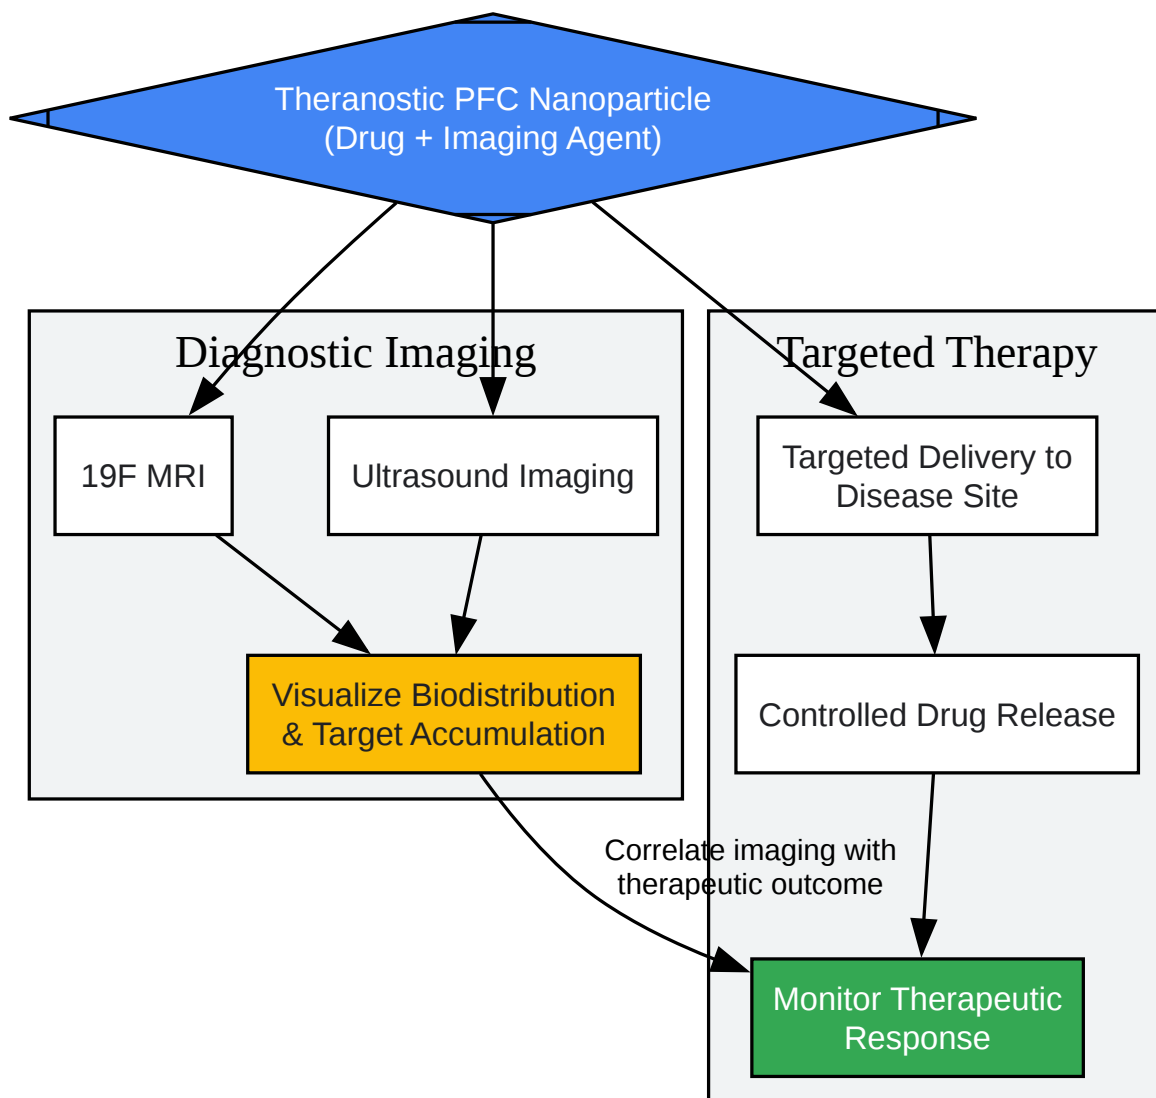 Theranostic PFC Nanoparticle
(Drug + Imaging Agent)
Diagnostic Imaging
19F MRI
Ultrasound Imaging
Visualize Biodistribution
& Target Accumulation
Targeted Therapy
Targeted Delivery to
Disease Site
Controlled Drug Release
Correlate imaging with
therapeutic outcome
Monitor Therapeutic
Response